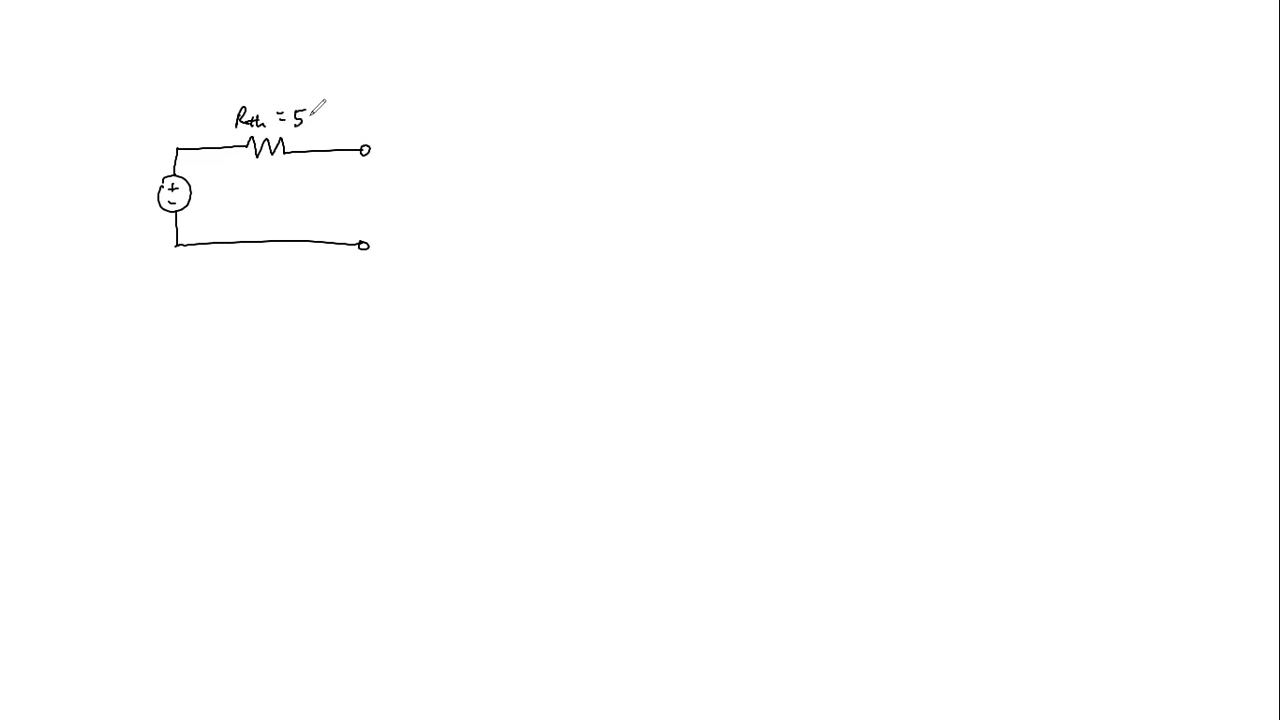 Rth = 5
+
-